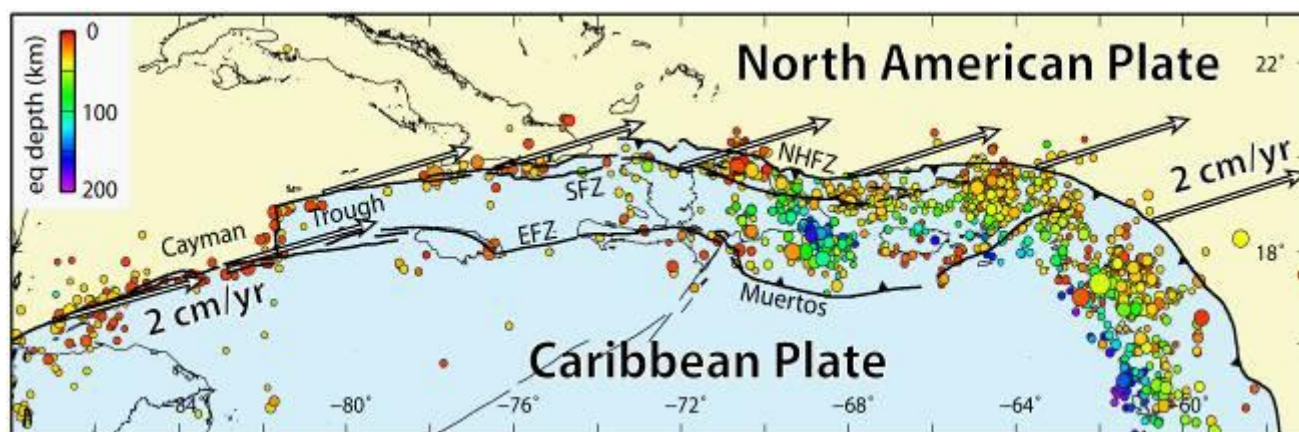 eq depth (km)
0
100
200
North American Plate
22°
NHFZ
2 cm/yr
SFZ
Trough
Cayman
EFZ
18°
2 cm/yr
Muertos
Caribbean Plate
−84°
−80°
−76°
−72°
−68°
−64°
−60°